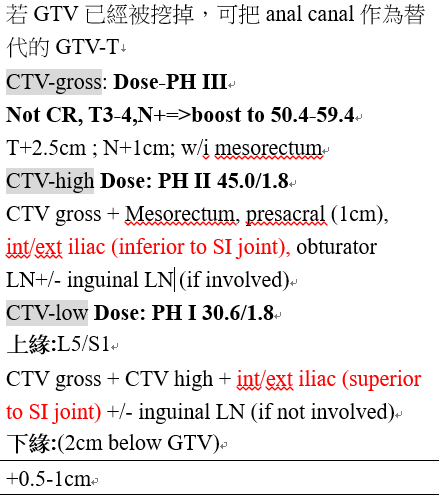 若 GTV 已經被挖掉，可把 anal canal 作為替
代的 GTV-T
CTV-gross: Dose-PH III
Not CR, T3-4,N+=>boost to 50.4-59.4
T+2.5cm ; N+1cm; w/i mesorectum
CTV-high Dose: PH II 45.0/1.8
CTV gross + Mesorectum, presacral (1cm),
int/ext iliac (inferior to SI joint), obturator
LN+/- inguinal LN (if involved)
CTV-low Dose: PH I 30.6/1.8
上緣:L5/S1
CTV gross + CTV high + int/ext iliac (superior
to SI joint) +/- inguinal LN (if not involved)
下緣:(2cm below GTV)
+0.5-1cm